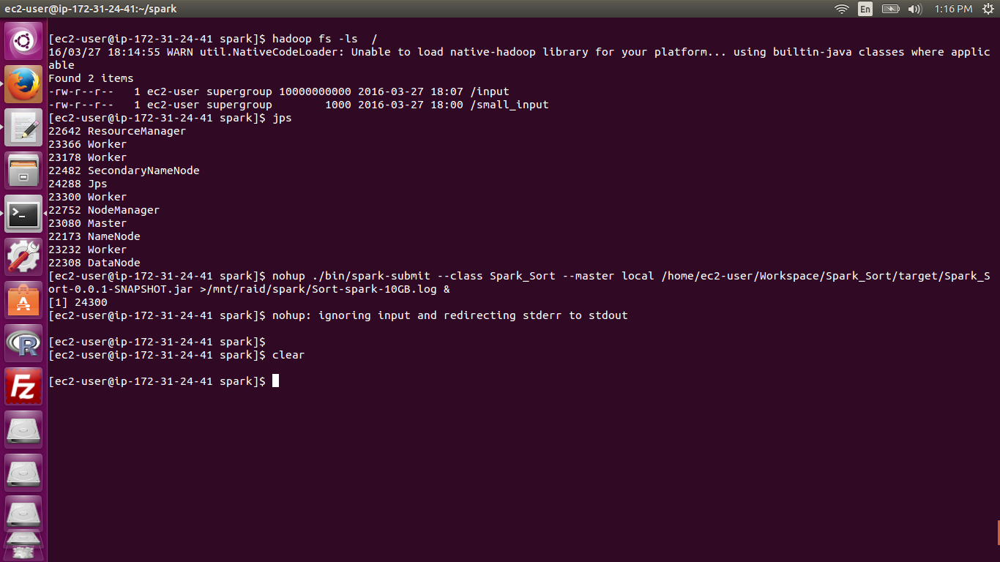 ec2-user@ip-172-31-24-41:~/spark
En
1:16 PM
[ec2-user@ip-172-31-24-41 spark]$ hadoop fs -ls  /
16/03/27 18:14:55 WARN util.NativeCodeLoader: Unable to load native-hadoop library for your platform... using builtin-java classes where applic
able
Found 2 items
-rw-r--r--   1 ec2-user supergroup 10000000000 2016-03-27 18:07 /input
-rw-r--r--   1 ec2-user supergroup        1000 2016-03-27 18:00 /small_input
[ec2-user@ip-172-31-24-41 spark]$ jps
22642 ResourceManager
23366 Worker
23178 Worker
22482 SecondaryNameNode
24288 Jps
23300 Worker
22752 NodeManager
23080 Master
22173 NameNode
23232 Worker
22308 DataNode
[ec2-user@ip-172-31-24-41 spark]$ nohup ./bin/spark-submit --class Spark_Sort --master local /home/ec2-user/Workspace/Spark_Sort/target/Spark_S
ort-0.0.1-SNAPSHOT.jar >/mnt/raid/spark/Sort-spark-10GB.log &
[1] 24300
[ec2-user@ip-172-31-24-41 spark]$ nohup: ignoring input and redirecting stderr to stdout
[ec2-user@ip-172-31-24-41 spark]$
[ec2-user@ip-172-31-24-41 spark]$ clear
[ec2-user@ip-172-31-24-41 spark]$